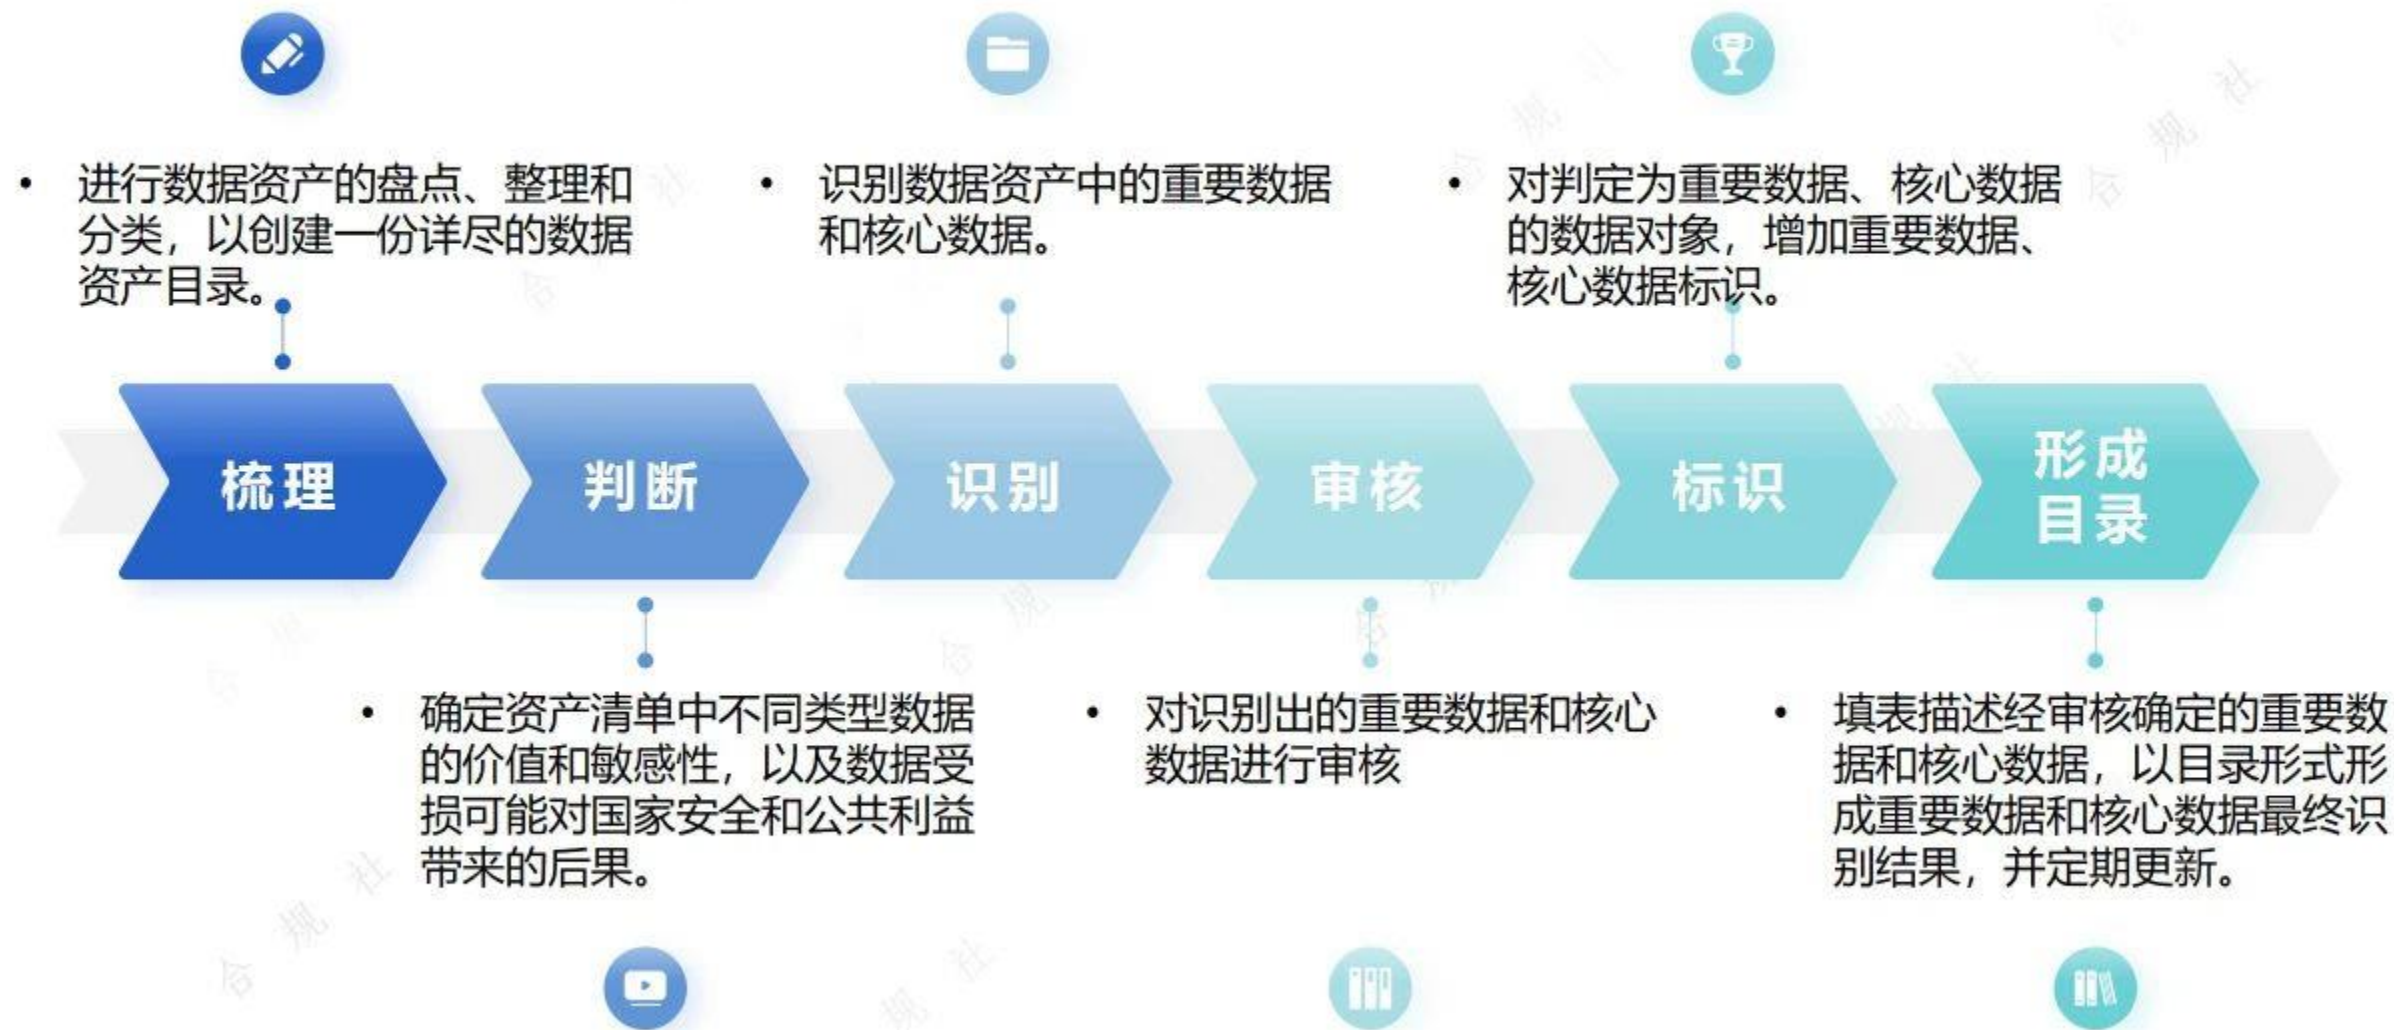 进行数据资产的盘点、整理和
分类，以创建一份详尽的数据
资产目录。
识别数据资产中的重要数据
和核心数据。
对判定为重要数据、核心数据
的数据对象，增加重要数据、
核心数据标识。
梳理
判断
识别
审核
标识
形成
目录
确定资产清单中不同类型数据
的价值和敏感性，以及数据受
损可能对国家安全和公共利益
带来的后果。
对识别出的重要数据和核心
数据进行审核
填表描述经审核确定的重要数
据和核心数据，以目录形式形
成重要数据和核心数据最终识
别结果，并定期更新。
合规社